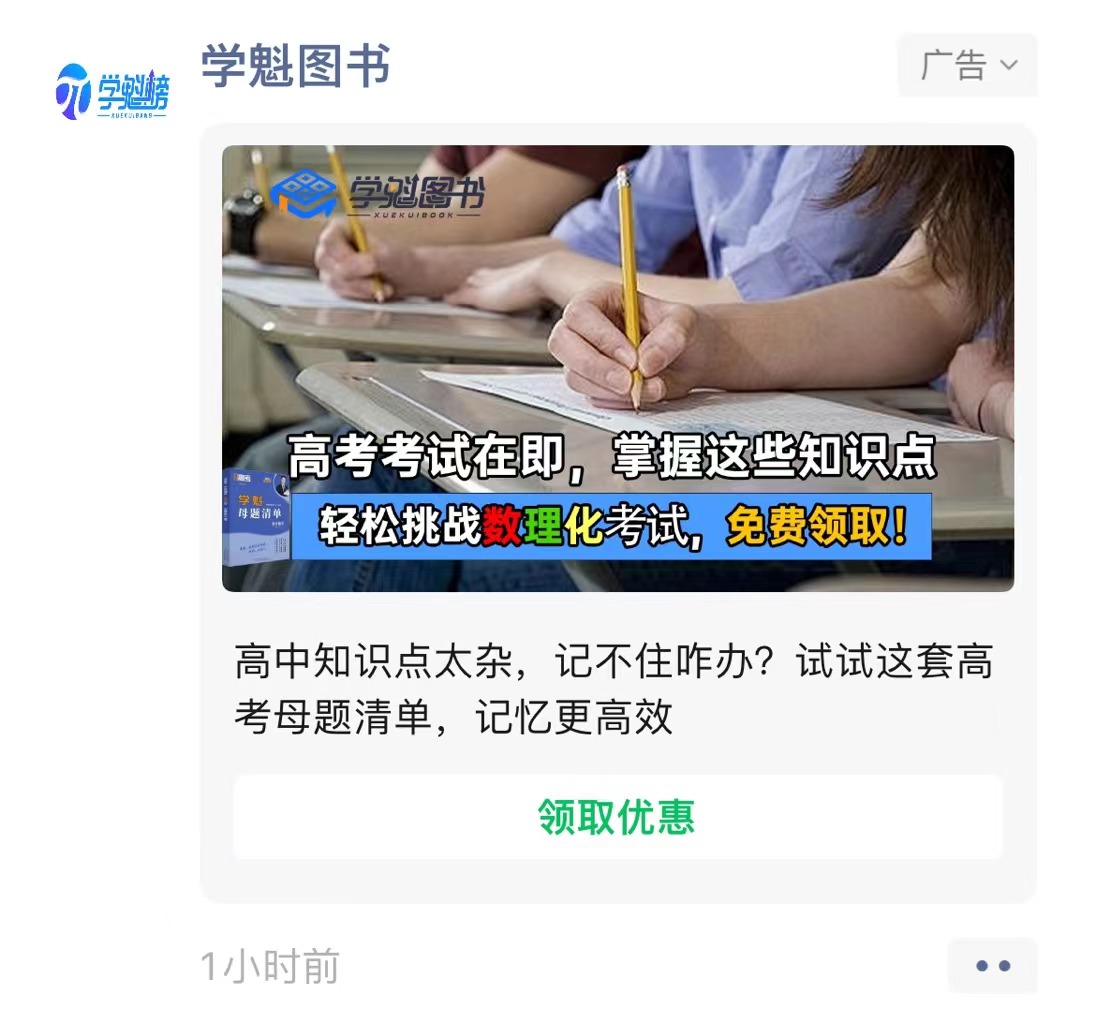 学魁图书
广告
学魁榜
XUEKUIBANG
学魁图书
XUEKUIBOOK
高考考试在即，掌握这些知识点
学魁
母题清单
轻松挑战数理化考试，免费领取！
高中知识点太杂，记不住咋办？试试这套高
考母题清单，记忆更高效
领取优惠
1小时前